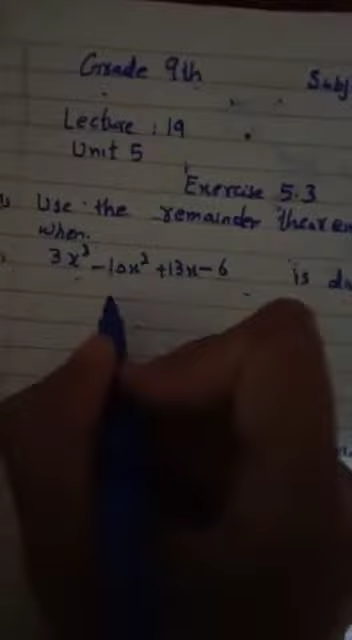 Grade 9th Subj
Lecture : 19
Unit 5
Exercise 5.3
Use the remainder theorem
when.
3x³ - 10x² + 13x - 6 is